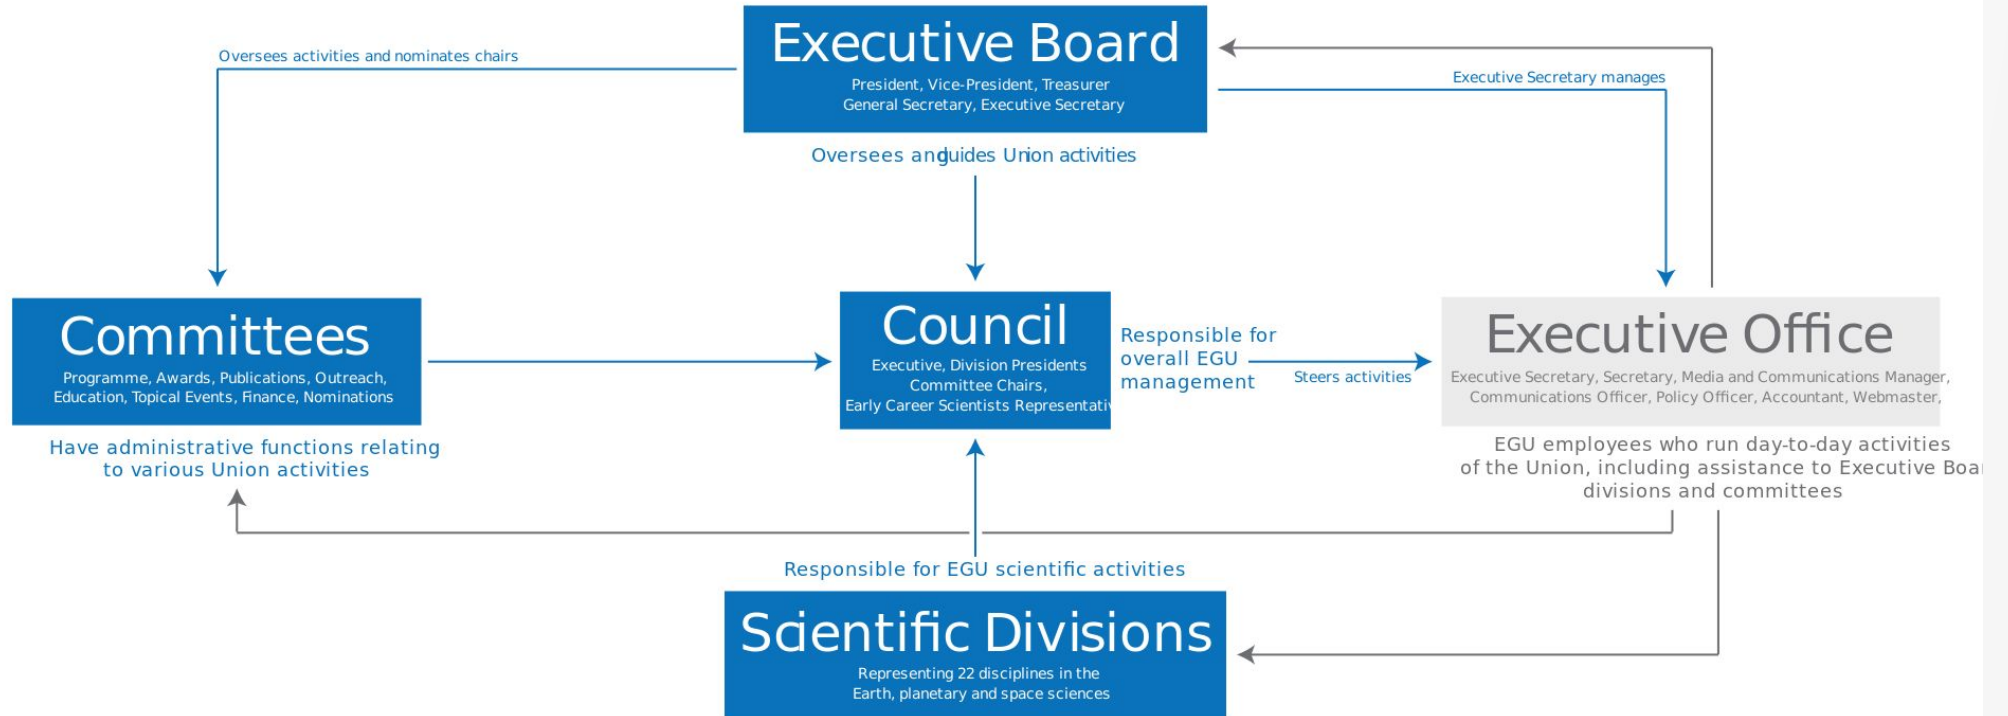 Executive Board
President, Vice-President, Treasurer
General Secretary, Executive Secretary
Oversees activities and nominates chairs
Executive Secretary manages
Oversees and guides Union activities
Committees
Programme, Awards, Publications, Outreach,
Education, Topical Events, Finance, Nominations
Have administrative functions relating
to various Union activities
Council
Executive, Division Presidents
Committee Chairs,
Early Career Scientists Representativ
Responsible for
overall EGU
management
Steers activities
Executive Office
Executive Secretary, Secretary, Media and Communications Manager,
Communications Officer, Policy Officer, Accountant, Webmaster,
EGU employees who run day-to-day activities
of the Union, including assistance to Executive Boar
divisions and committees
Responsible for EGU scientific activities
Scientific Divisions
Representing 22 disciplines in the
Earth, planetary and space sciences